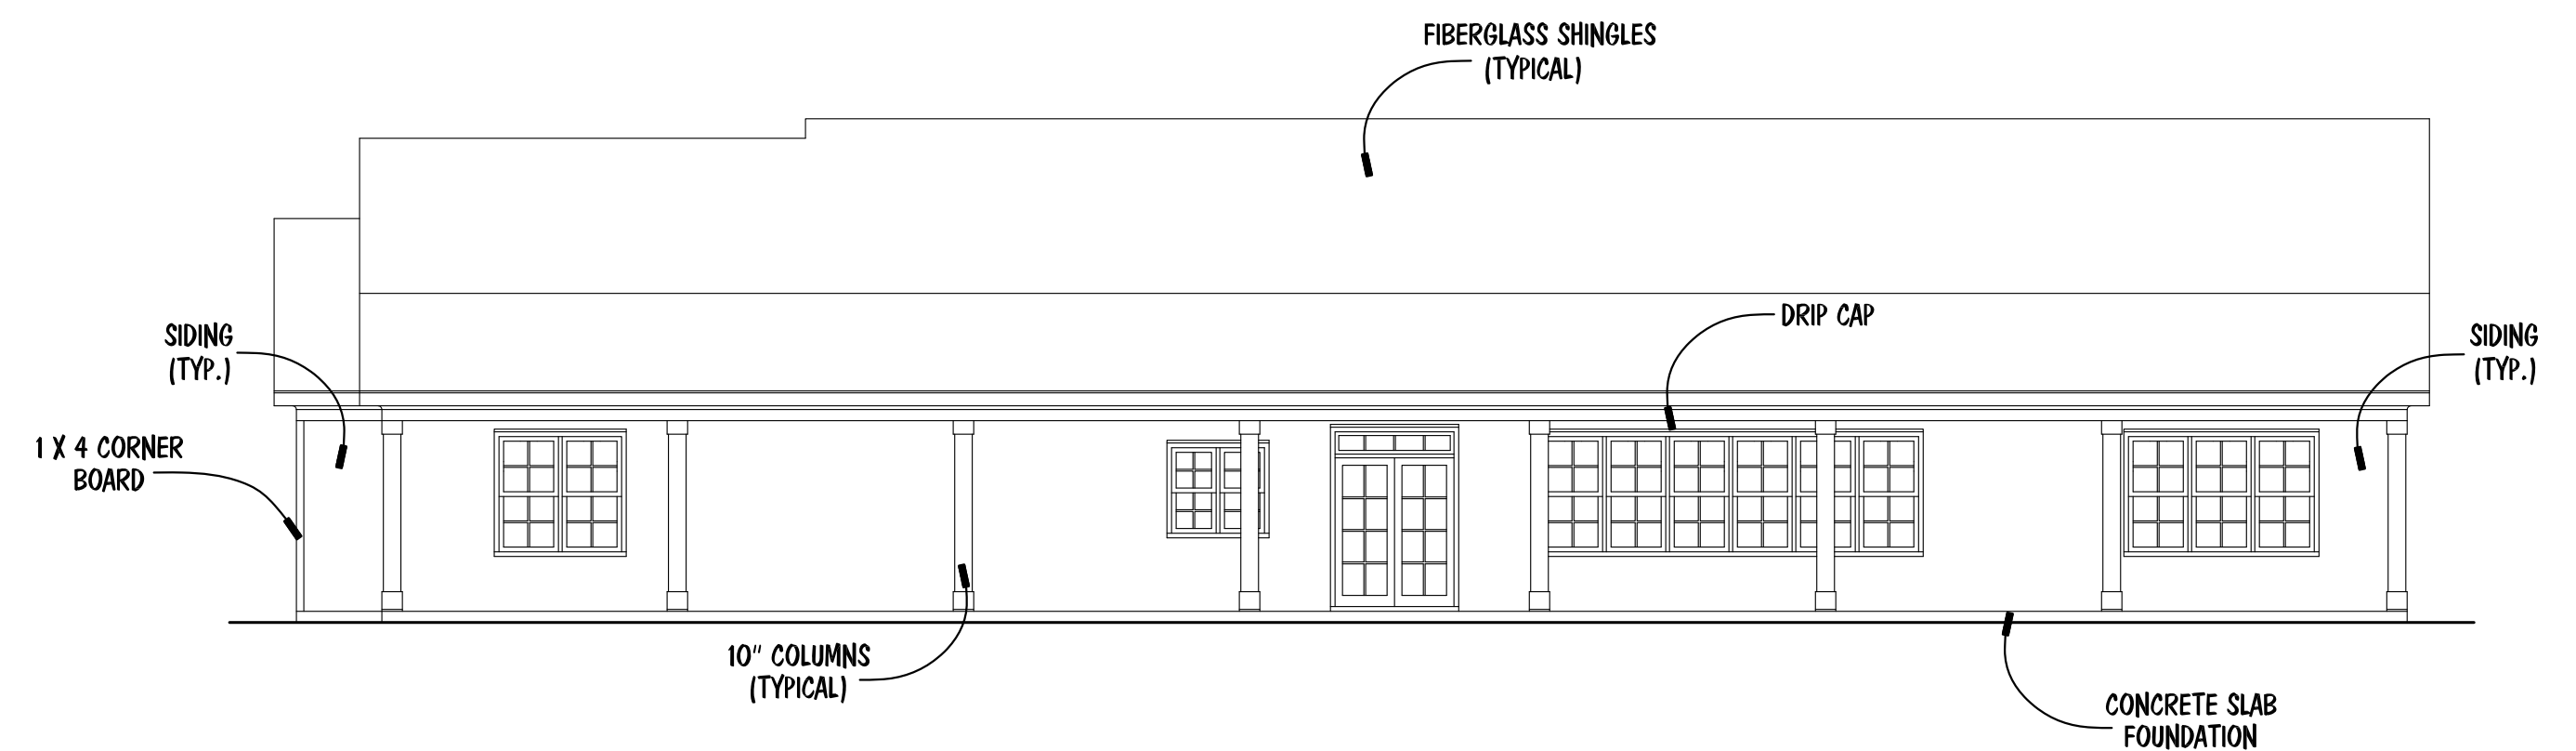 FIBERGLASS SHINGLES
(TYPICAL)
DRIP CAP
SIDING
(TYP.)
SIDING
(TYP.)
1 X 4 CORNER
BOARD
10" COLUMNS
(TYPICAL)
CONCRETE SLAB
FOUNDATION